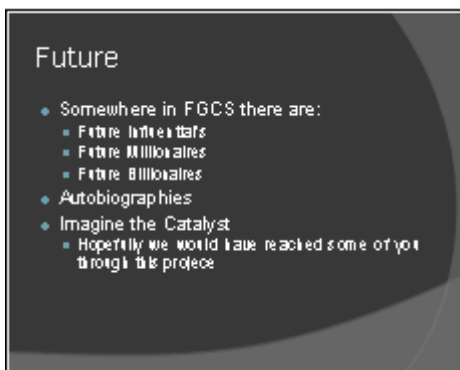 Future
Somewhere in FGCS there are:
Future Influentials
Future Millionaires
Future Billionaires
Autobiographies
Imagine the Catalyst
Hopefully we would have reached some of you
through this projece